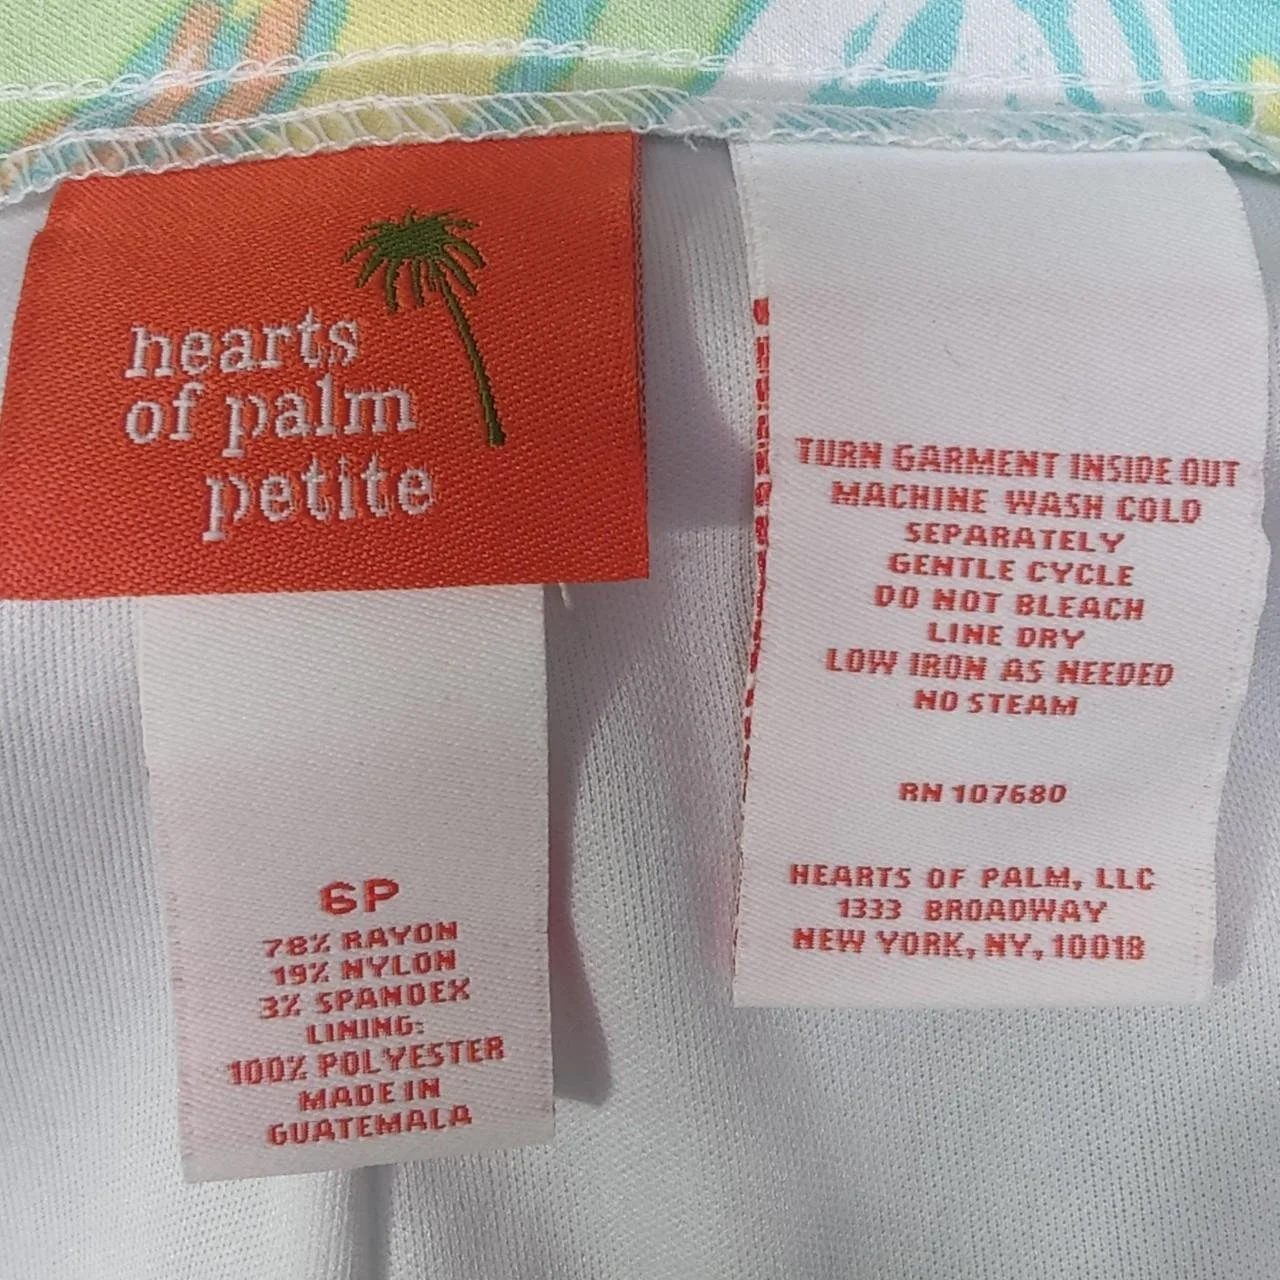 hearts
of palm
petite
6P
78% RAYON
19% NYLON
3% SPANDEX
LINING:
100% POLYESTER
MADE IN
GUATEMALA
TURN GARMENT INSIDE OUT
MACHINE WASH COLD
SEPARATELY
GENTLE CYCLE
DO NOT BLEACH
LINE DRY
LOW IRON AS NEEDED
NO STEAM
RN 107680
HEARTS OF PALM, LLC
1333 BROADWAY
NEW YORK, NY, 10018